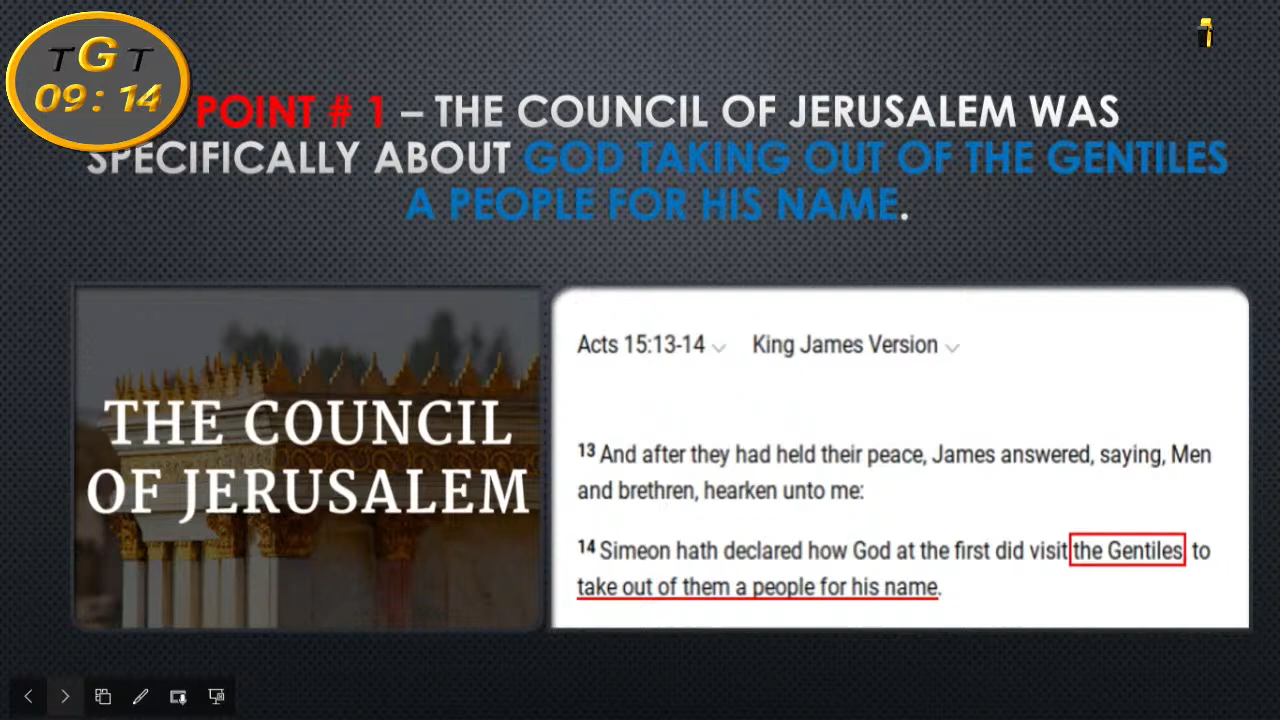 TGT
09:14
POINT # 1 – THE COUNCIL OF JERUSALEM WAS
SPECIFICALLY ABOUT GOD TAKING OUT OF THE GENTILES
A PEOPLE FOR HIS NAME.
THE COUNCIL
OF JERUSALEM
Acts 15:13-14 King James Version
13 And after they had held their peace, James answered, saying, Men
and brethren, hearken unto me:
14 Simeon hath declared how God at the first did visit the Gentiles, to
take out of them a people for his name.